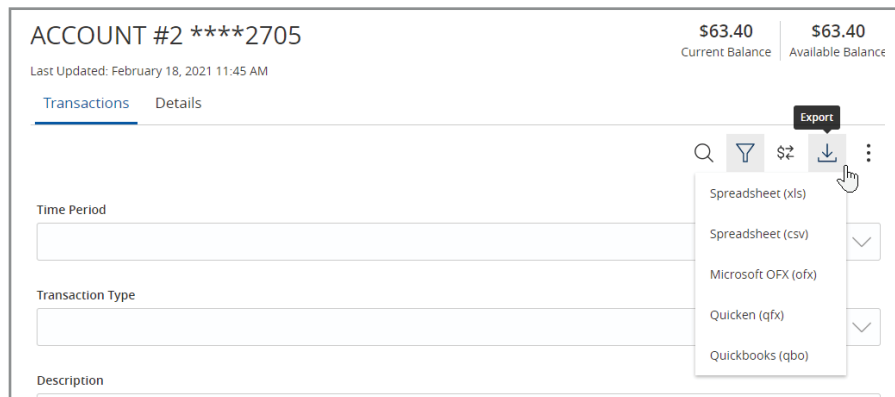 ACCOUNT #2 ****2705
$63.40 $63.40
Current Balance Available Balance
Last Updated: February 18, 2021 11:45 AM
Transactions Details
Export
Spreadsheet (xls)
Time Period
Spreadsheet (csv)
Microsoft OFX (ofx)
Transaction Type
Quicken (qfx)
Quickbooks (qbo)
Description